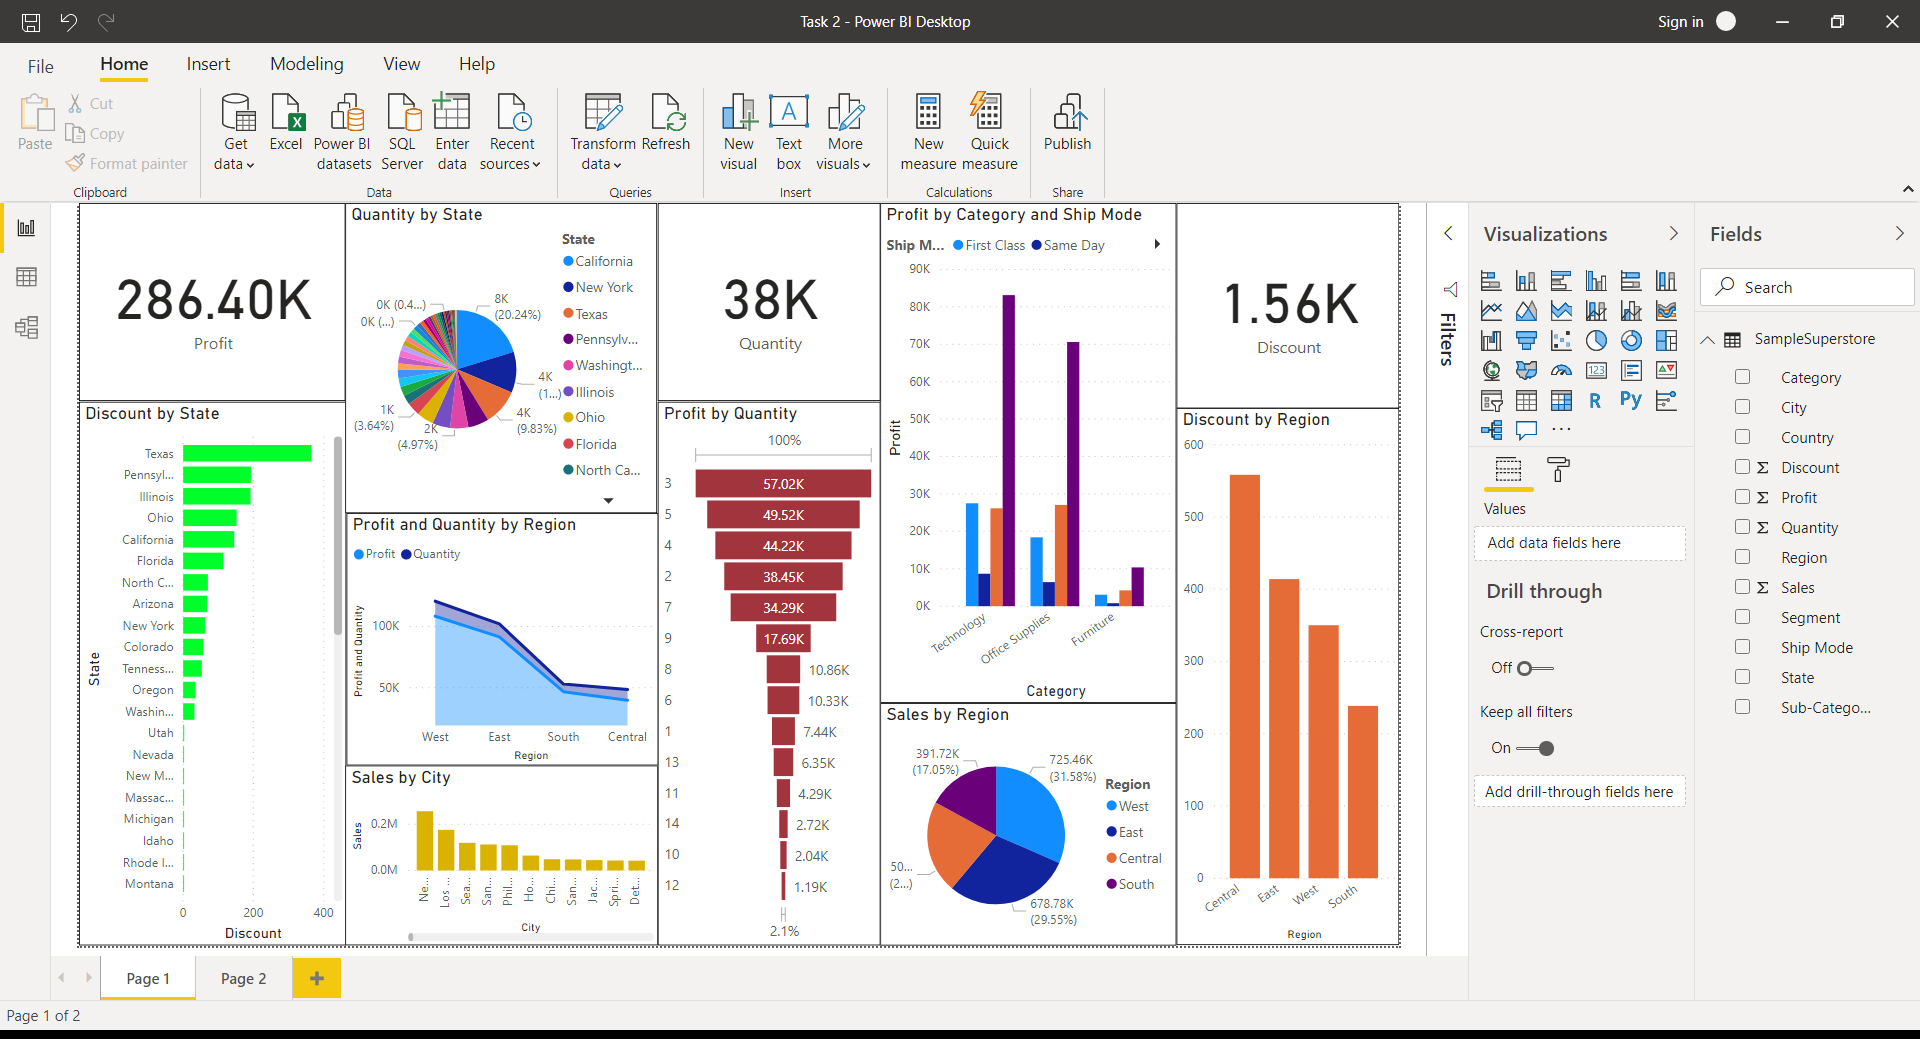 Task 2 - Power BI Desktop
Sign in
File
Home
Insert
Modeling
View
Help
Paste
Cut
Copy
Format painter
Clipboard
Get data
Excel
Power BI datasets
SQL Server
Enter data
Recent sources
Data
Transform data
Refresh
Queries
New visual
Text box
More visuals
Insert
New measure
Quick measure
Calculations
Publish
Share
286.40K
Profit
Quantity by State
State
California
New York
Texas
Pennsylv...
Washingt...
Illinois
Ohio
Florida
North Ca...
8K
(20.24%)
4K
(1...)
4K
(9.83%)
2K
(4.97%)
1K
(3.64%)
0K (...)
0K (0.4...)
38K
Quantity
Profit by Category and Ship Mode
Ship M...
First Class
Same Day
Profit
90K
80K
70K
60K
50K
40K
30K
20K
10K
0K
Technology
Office Supplies
Furniture
Category
1.56K
Discount
Discount by State
State
Texas
Pennsyl...
Illinois
Ohio
California
Florida
North C...
Arizona
New York
Colorado
Tenness...
Oregon
Washin...
Utah
Nevada
New M...
Massac...
Michigan
Idaho
Rhode I...
Montana
0
200
400
Discount
Profit and Quantity by Region
Profit
Quantity
Profit and Quantity
100K
50K
West
East
South
Central
Region
Sales by City
Sales
0.2M
0.0M
Ne...
Los ...
Sea...
San...
Phil...
Ho...
Chi...
San...
Jac...
Spri...
Det...
City
Profit by Quantity
100%
3 57.02K
5 49.52K
4 44.22K
2 38.45K
7 34.29K
9 17.69K
8 10.86K
6 10.33K
1 7.44K
13 6.35K
11 4.29K
14 2.72K
10 2.04K
12 1.19K
2.1%
Sales by Region
391.72K
(17.05%)
725.46K
(31.58%)
50...
(2...)
678.78K
(29.55%)
Region
West
East
Central
South
Discount by Region
600
500
400
300
200
100
0
Central
East
West
South
Region
Filters
Visualizations
R
Py
123
Values
Add data fields here
Drill through
Cross-report
Off
Keep all filters
On
Add drill-through fields here
Fields
Search
SampleSuperstore
Category
City
Country
Σ Discount
Σ Profit
Σ Quantity
Region
Σ Sales
Segment
Ship Mode
State
Sub-Catego...
Page 1
Page 2
+
Page 1 of 2